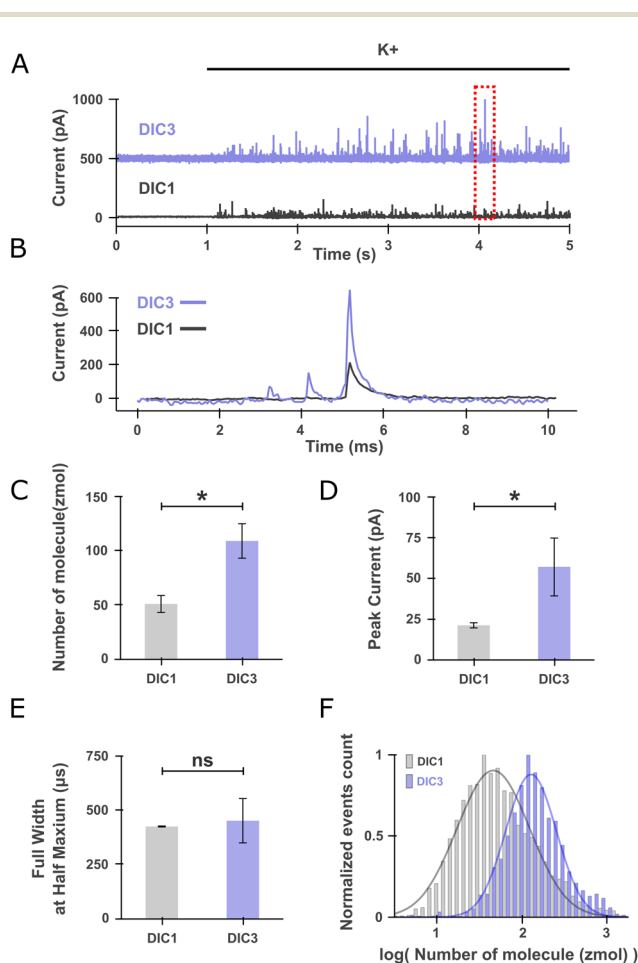 A
K+
1000
500
0
Current (pA)
DIC3
DIC1
0 1 2 3 4 5
Time (s)
B
600
400
200
0
Current (pA)
DIC3
DIC1
0 2 4 6 8 10
Time (ms)
C
150
100
50
0
Number of molecule(zmol)
*
DIC1 DIC3
D
100
75
50
25
0
Peak Current (pA)
*
DIC1 DIC3
E
750
500
250
0
Full Width
at Half Maxium (µs)
ns
DIC1 DIC3
F
1
0.5
0
Normalized events count
DIC1
DIC3
1 2 3
log( Number of molecule (zmol) )